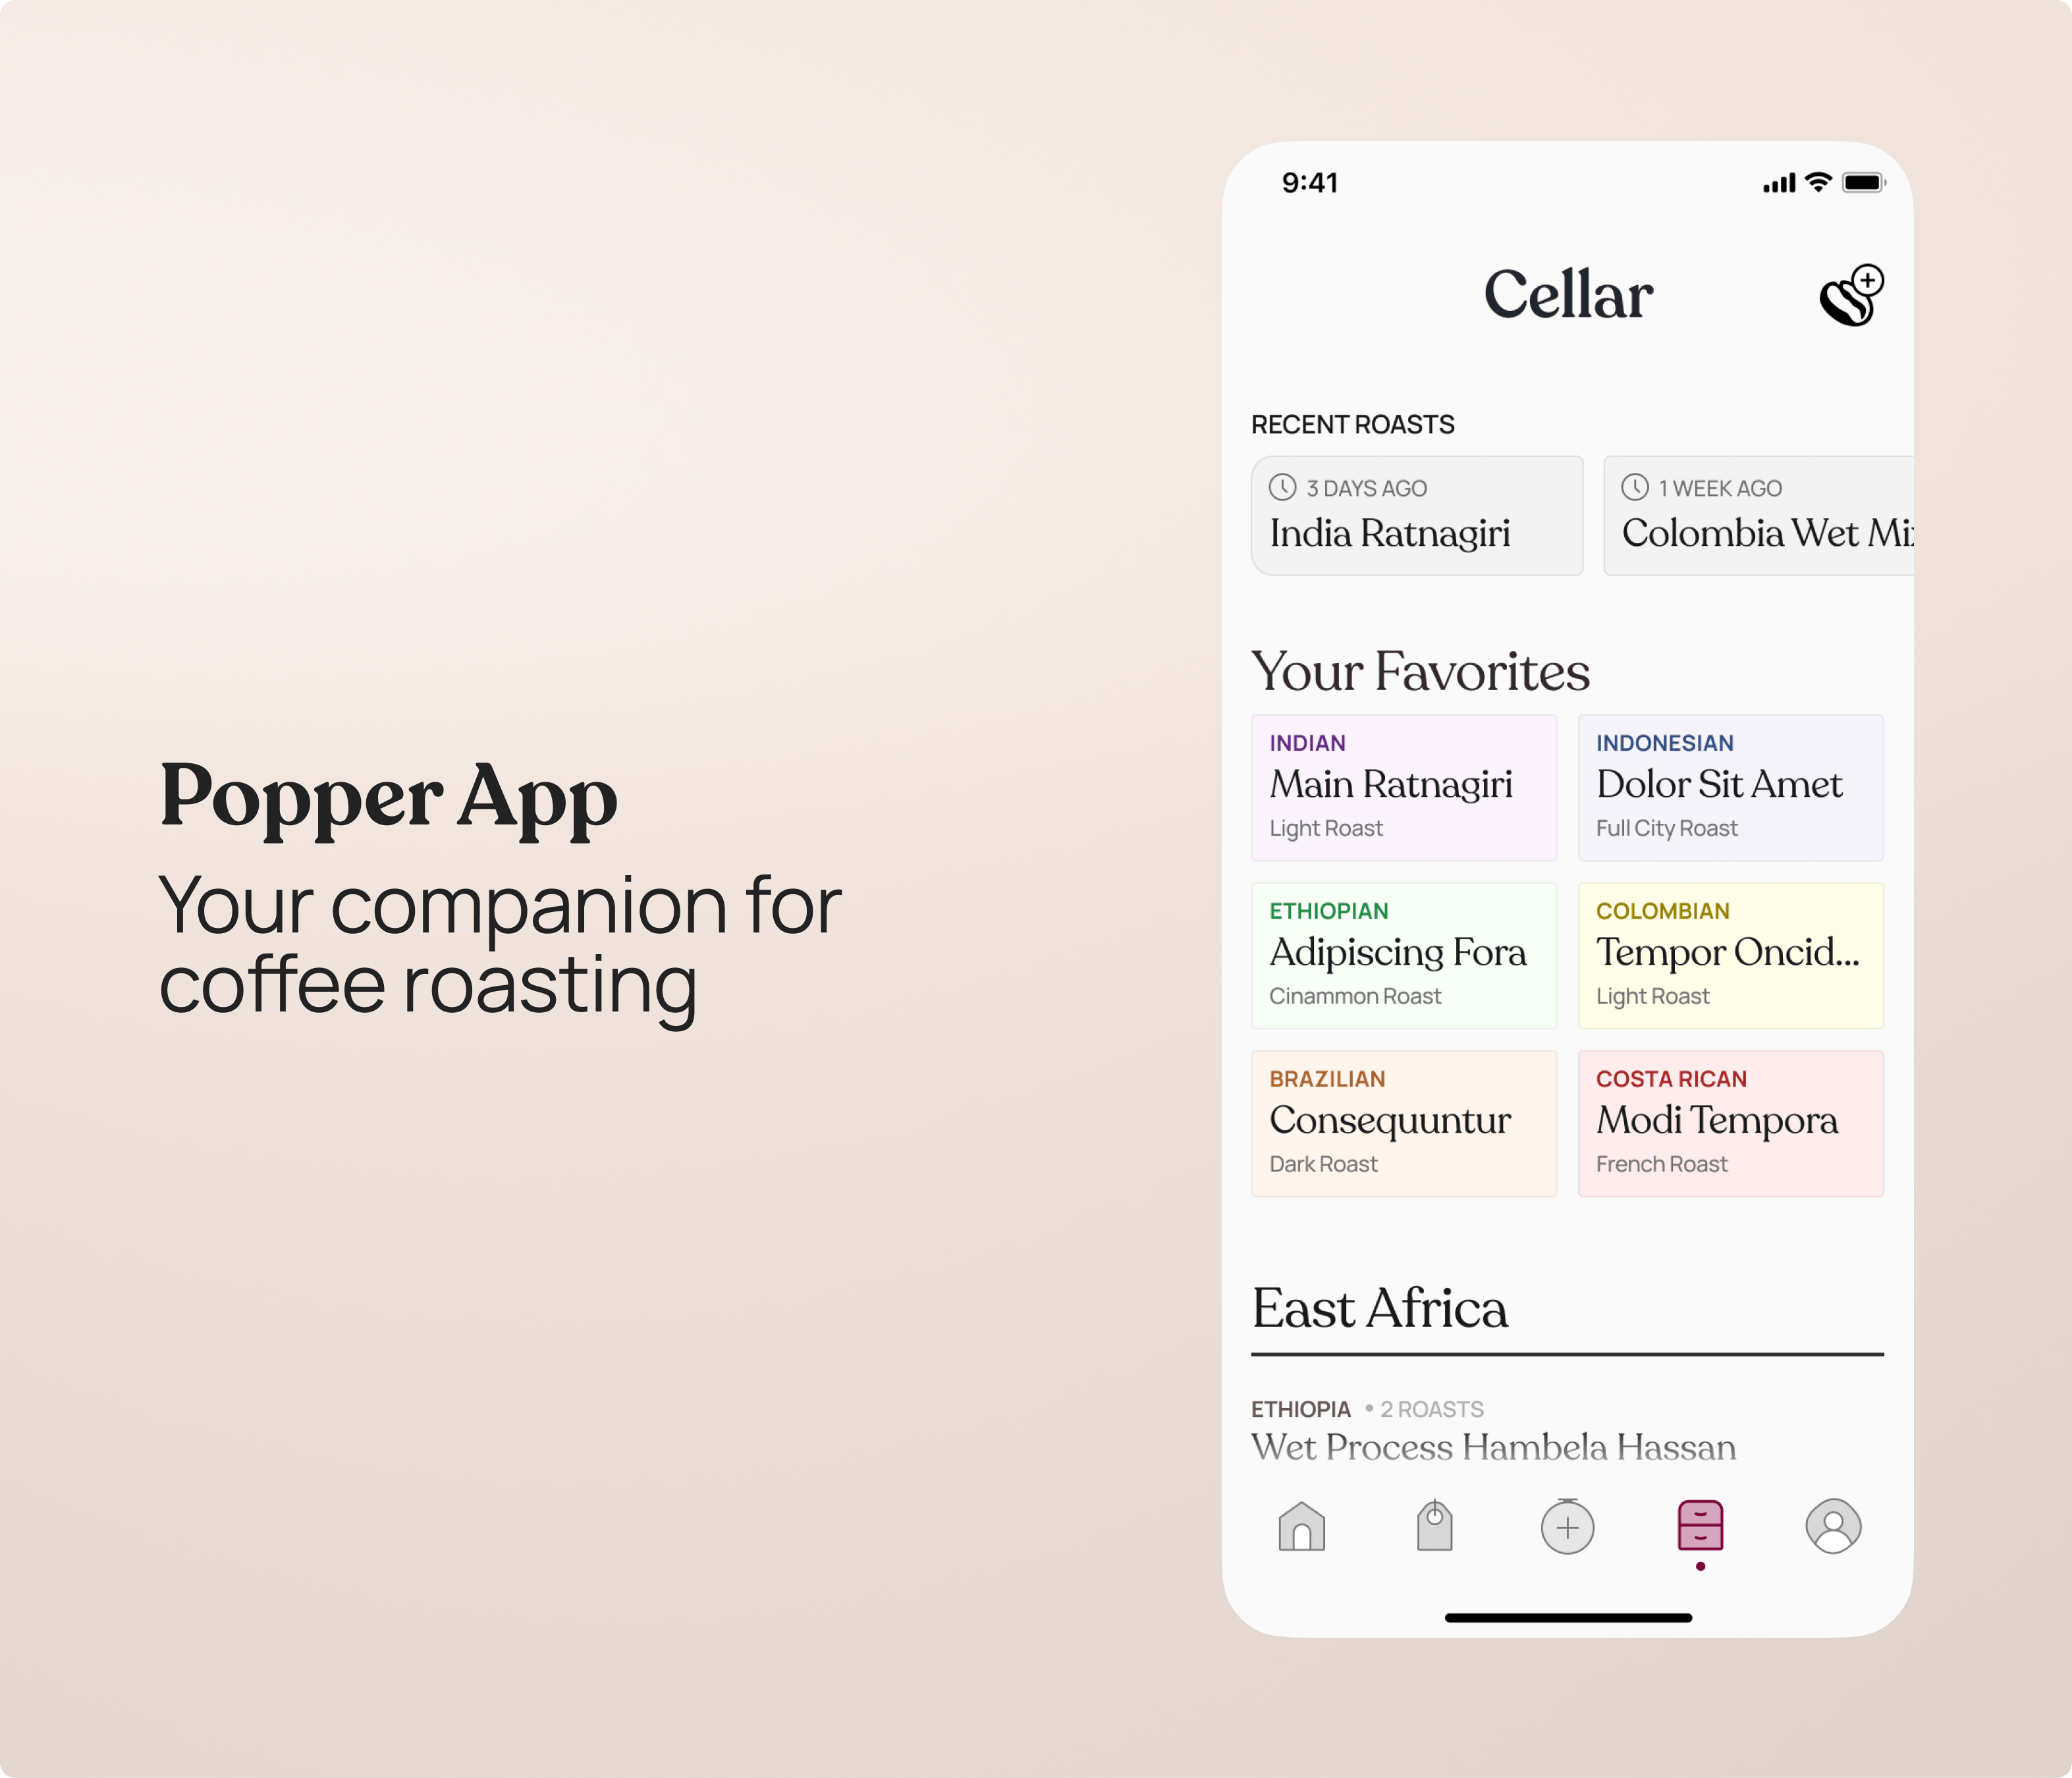 Popper App
Your companion for
coffee roasting
9:41
Cellar
RECENT ROASTS
3 DAYS AGO
India Ratnagiri
1 WEEK AGO
Colombia Wet Mi
Your Favorites
INDIAN
Main Ratnagiri
Light Roast
INDONESIAN
Dolor Sit Amet
Full City Roast
ETHIOPIAN
Adipiscing Fora
Cinammon Roast
COLOMBIAN
Tempor Oncid...
Light Roast
BRAZILIAN
Consequuntur
Dark Roast
COSTA RICAN
Modi Tempora
French Roast
East Africa
ETHIOPIA • 2 ROASTS
Wet Process Hambela Hassan